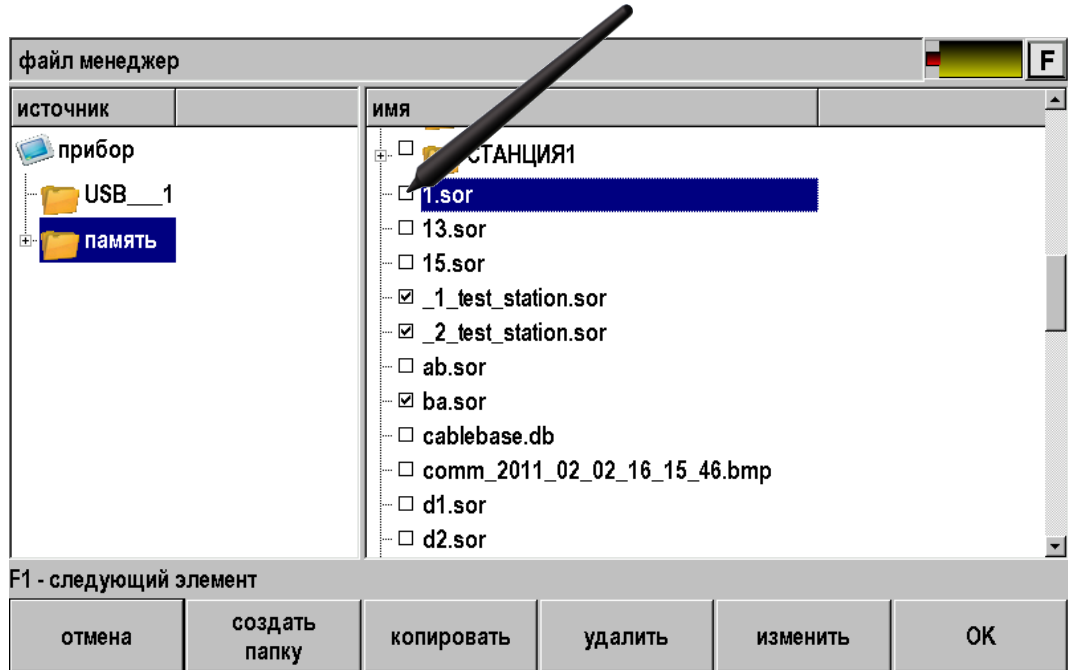 файл менеджер
F
источник
имя
прибор
USB___1
память
СТАНЦИЯ1
1.sor
13.sor
15.sor
_1_test_station.sor
_2_test_station.sor
ab.sor
ba.sor
cablebase.db
comm_2011_02_02_16_15_46.bmp
d1.sor
d2.sor
F1 - следующий элемент
отмена
создать
папку
копировать
удалить
изменить
OK